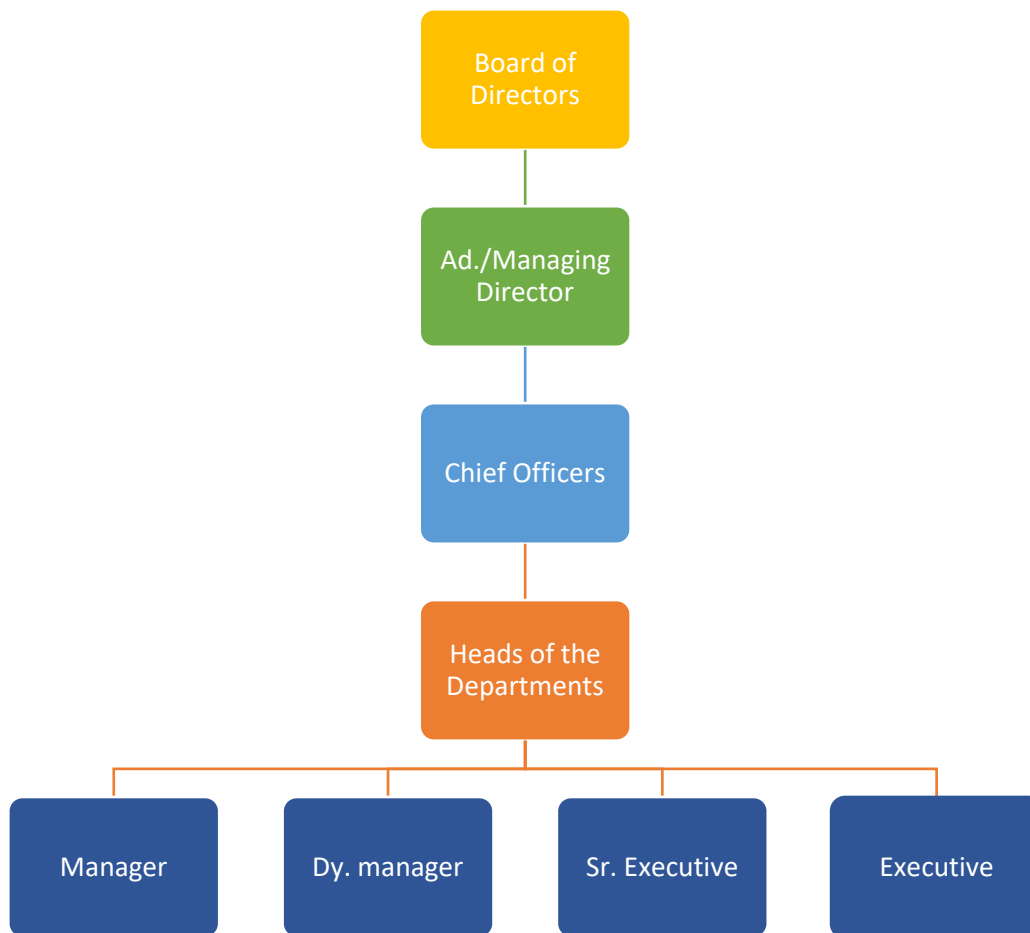 Board of
Directors
Ad./Managing
Director
Chief Officers
Heads of the
Departments
Manager
Dy. manager
Sr. Executive
Executive